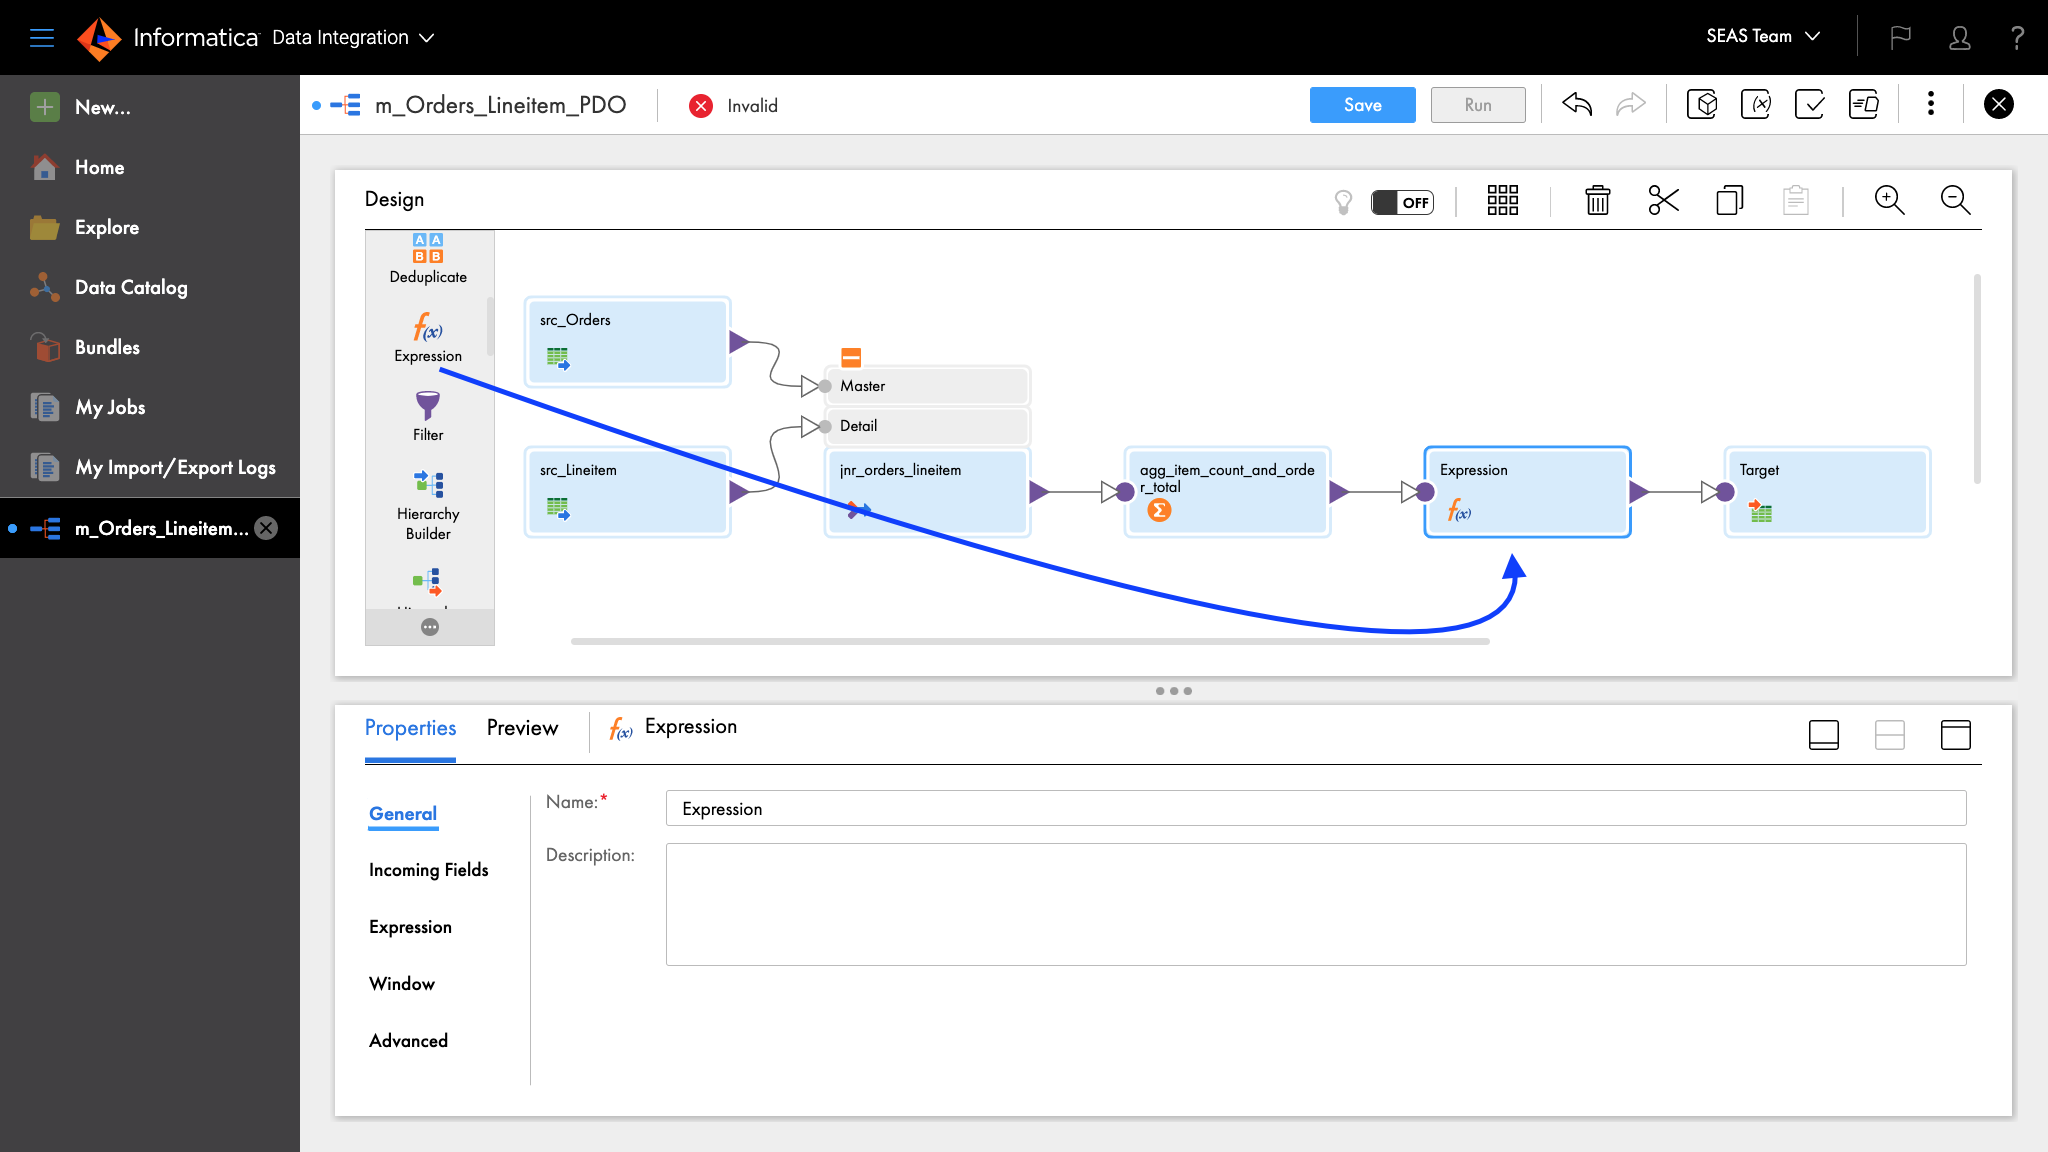 Informatica Data Integration
SEAS Team
?
New...
Home
Explore
Data Catalog
Bundles
My Jobs
My Import/Export Logs
m_Orders_Lineitem...
m_Orders_Lineitem_PDO
Invalid
Save
Run
Design
OFF
A A
B B
Deduplicate
f(x)
Expression
Filter
Hierarchy
Builder
src_Orders
Master
Detail
src_Lineitem
jnr_orders_lineitem
agg_item_count_and_orde
r_total
Σ
Expression
f(x)
Target
Properties
Preview
f(x) Expression
General
Incoming Fields
Expression
Window
Advanced
Name:*
Expression
Description: